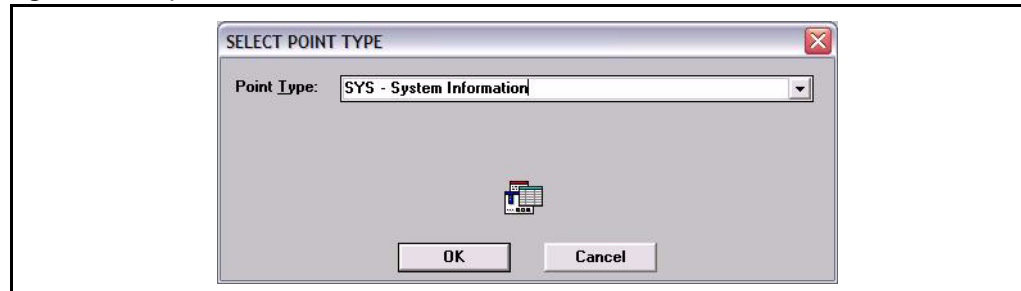 SELECT POINT TYPE
Point Type: SYS - System Information
OK Cancel